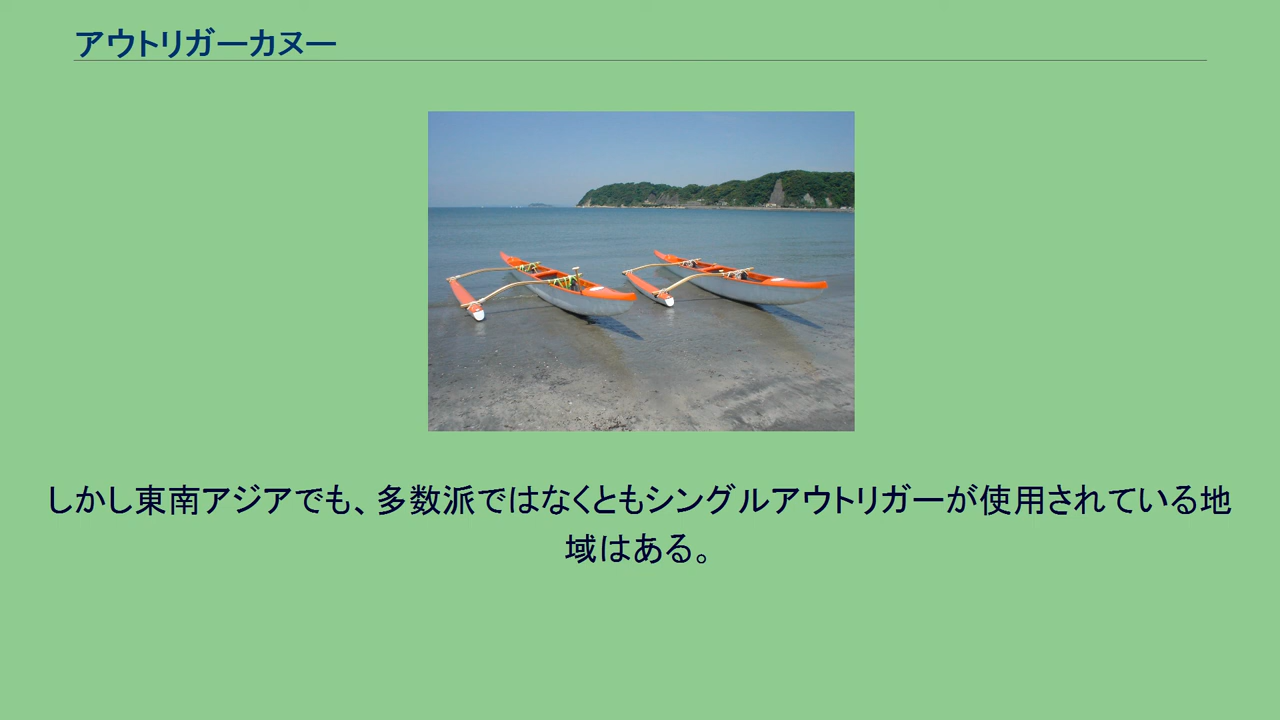 アウトリガーカヌー
しかし東南アジアでも、多数派ではなくともシングルアウトリガーが使用されている地
域はある。